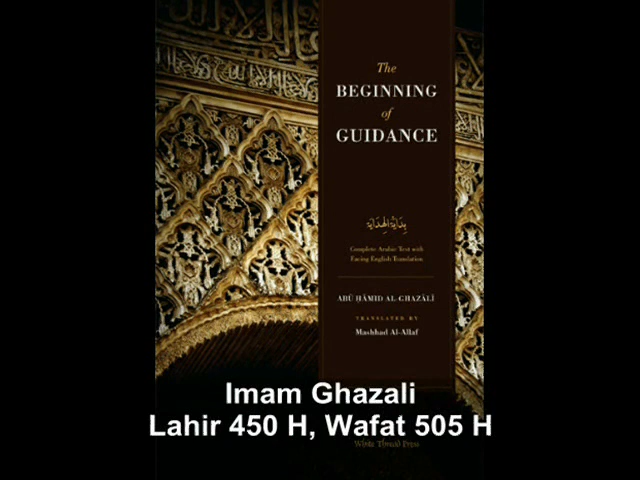 The
BEGINNING
of
GUIDANCE
بداية الهداية
Complete Arabic Text with
Facing English Translation
ABŪ ḤĀMID AL-GHAZĀLĪ
TRANSLATED BY
Mashhad Al-Allaf
Imam Ghazali
Lahir 450 H, Wafat 505 H
White Thread Press